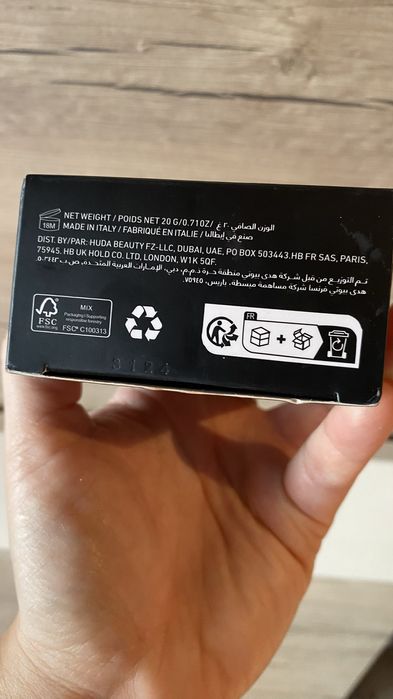 18M
NET WEIGHT / POIDS NET 20 G/0.71OZ/ الوزن الصافي ٢٠ غ
MADE IN ITALY / FABRIQUÉ EN ITALIE / صنع في إيطاليا
DIST. BY/PAR: HUDA BEAUTY FZ-LLC, DUBAI, UAE, PO BOX 503443.HB FR SAS, PARIS,
75945. HB UK HOLD CO. LTD, LONDON, W1K 5QF.
تم التوزيع من قبل شركة هدى بيوتي منطقة حرة ذ.م.م، دبي، الإمارات العربية المتحدة، ص.ب
هدى بيوتي فرنسا شركة مساهمة مبسطة، باريس، ٧٥٩٤٥.
FSC
www.fsc.org
MIX
Packaging | Supporting
responsible forestry
FSC® C100313
FR